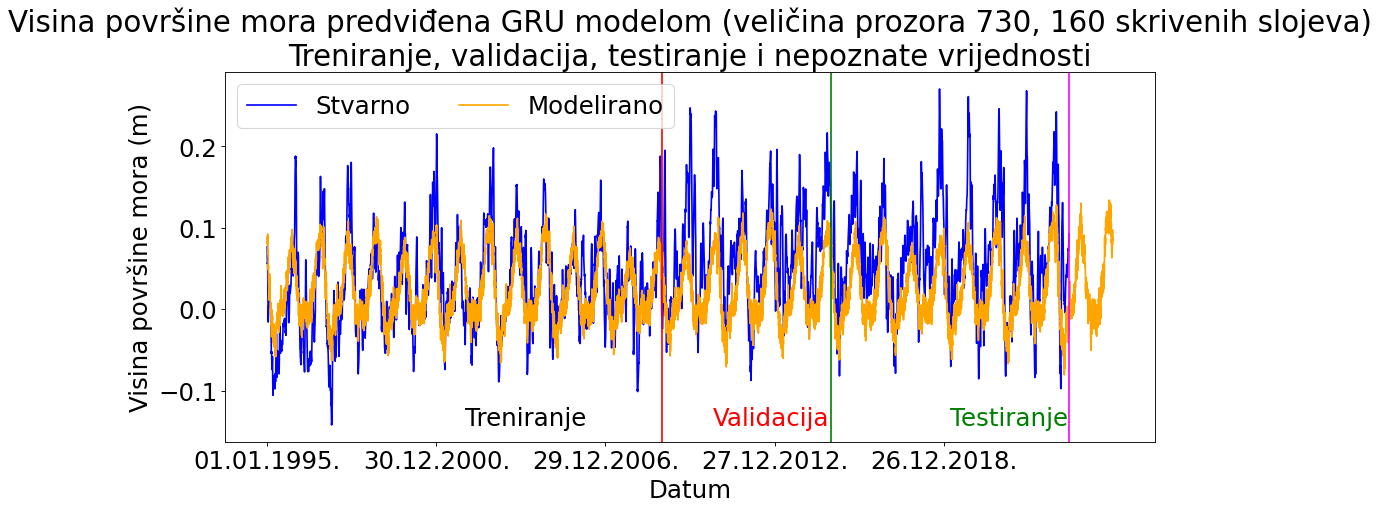 Visina površine mora predviđena GRU modelom (veličina prozora 730, 160 skrivenih slojeva)
Treniranje, validacija, testiranje i nepoznate vrijednosti
Stvarno Modelirano
Visina površine mora (m)
0.2
0.1
0.0
−0.1
Treniranje Validacija Testiranje
01.01.1995. 30.12.2000. 29.12.2006. 27.12.2012. 26.12.2018.
Datum